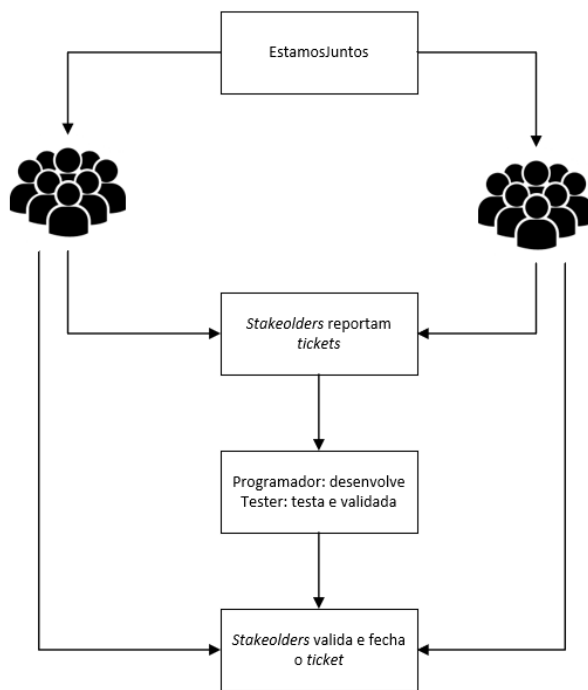 EstamosJuntos
Stakeolders reportam
tickets
Programador: desenvolve
Tester: testa e validada
Stakeolders valida e fecha
o ticket